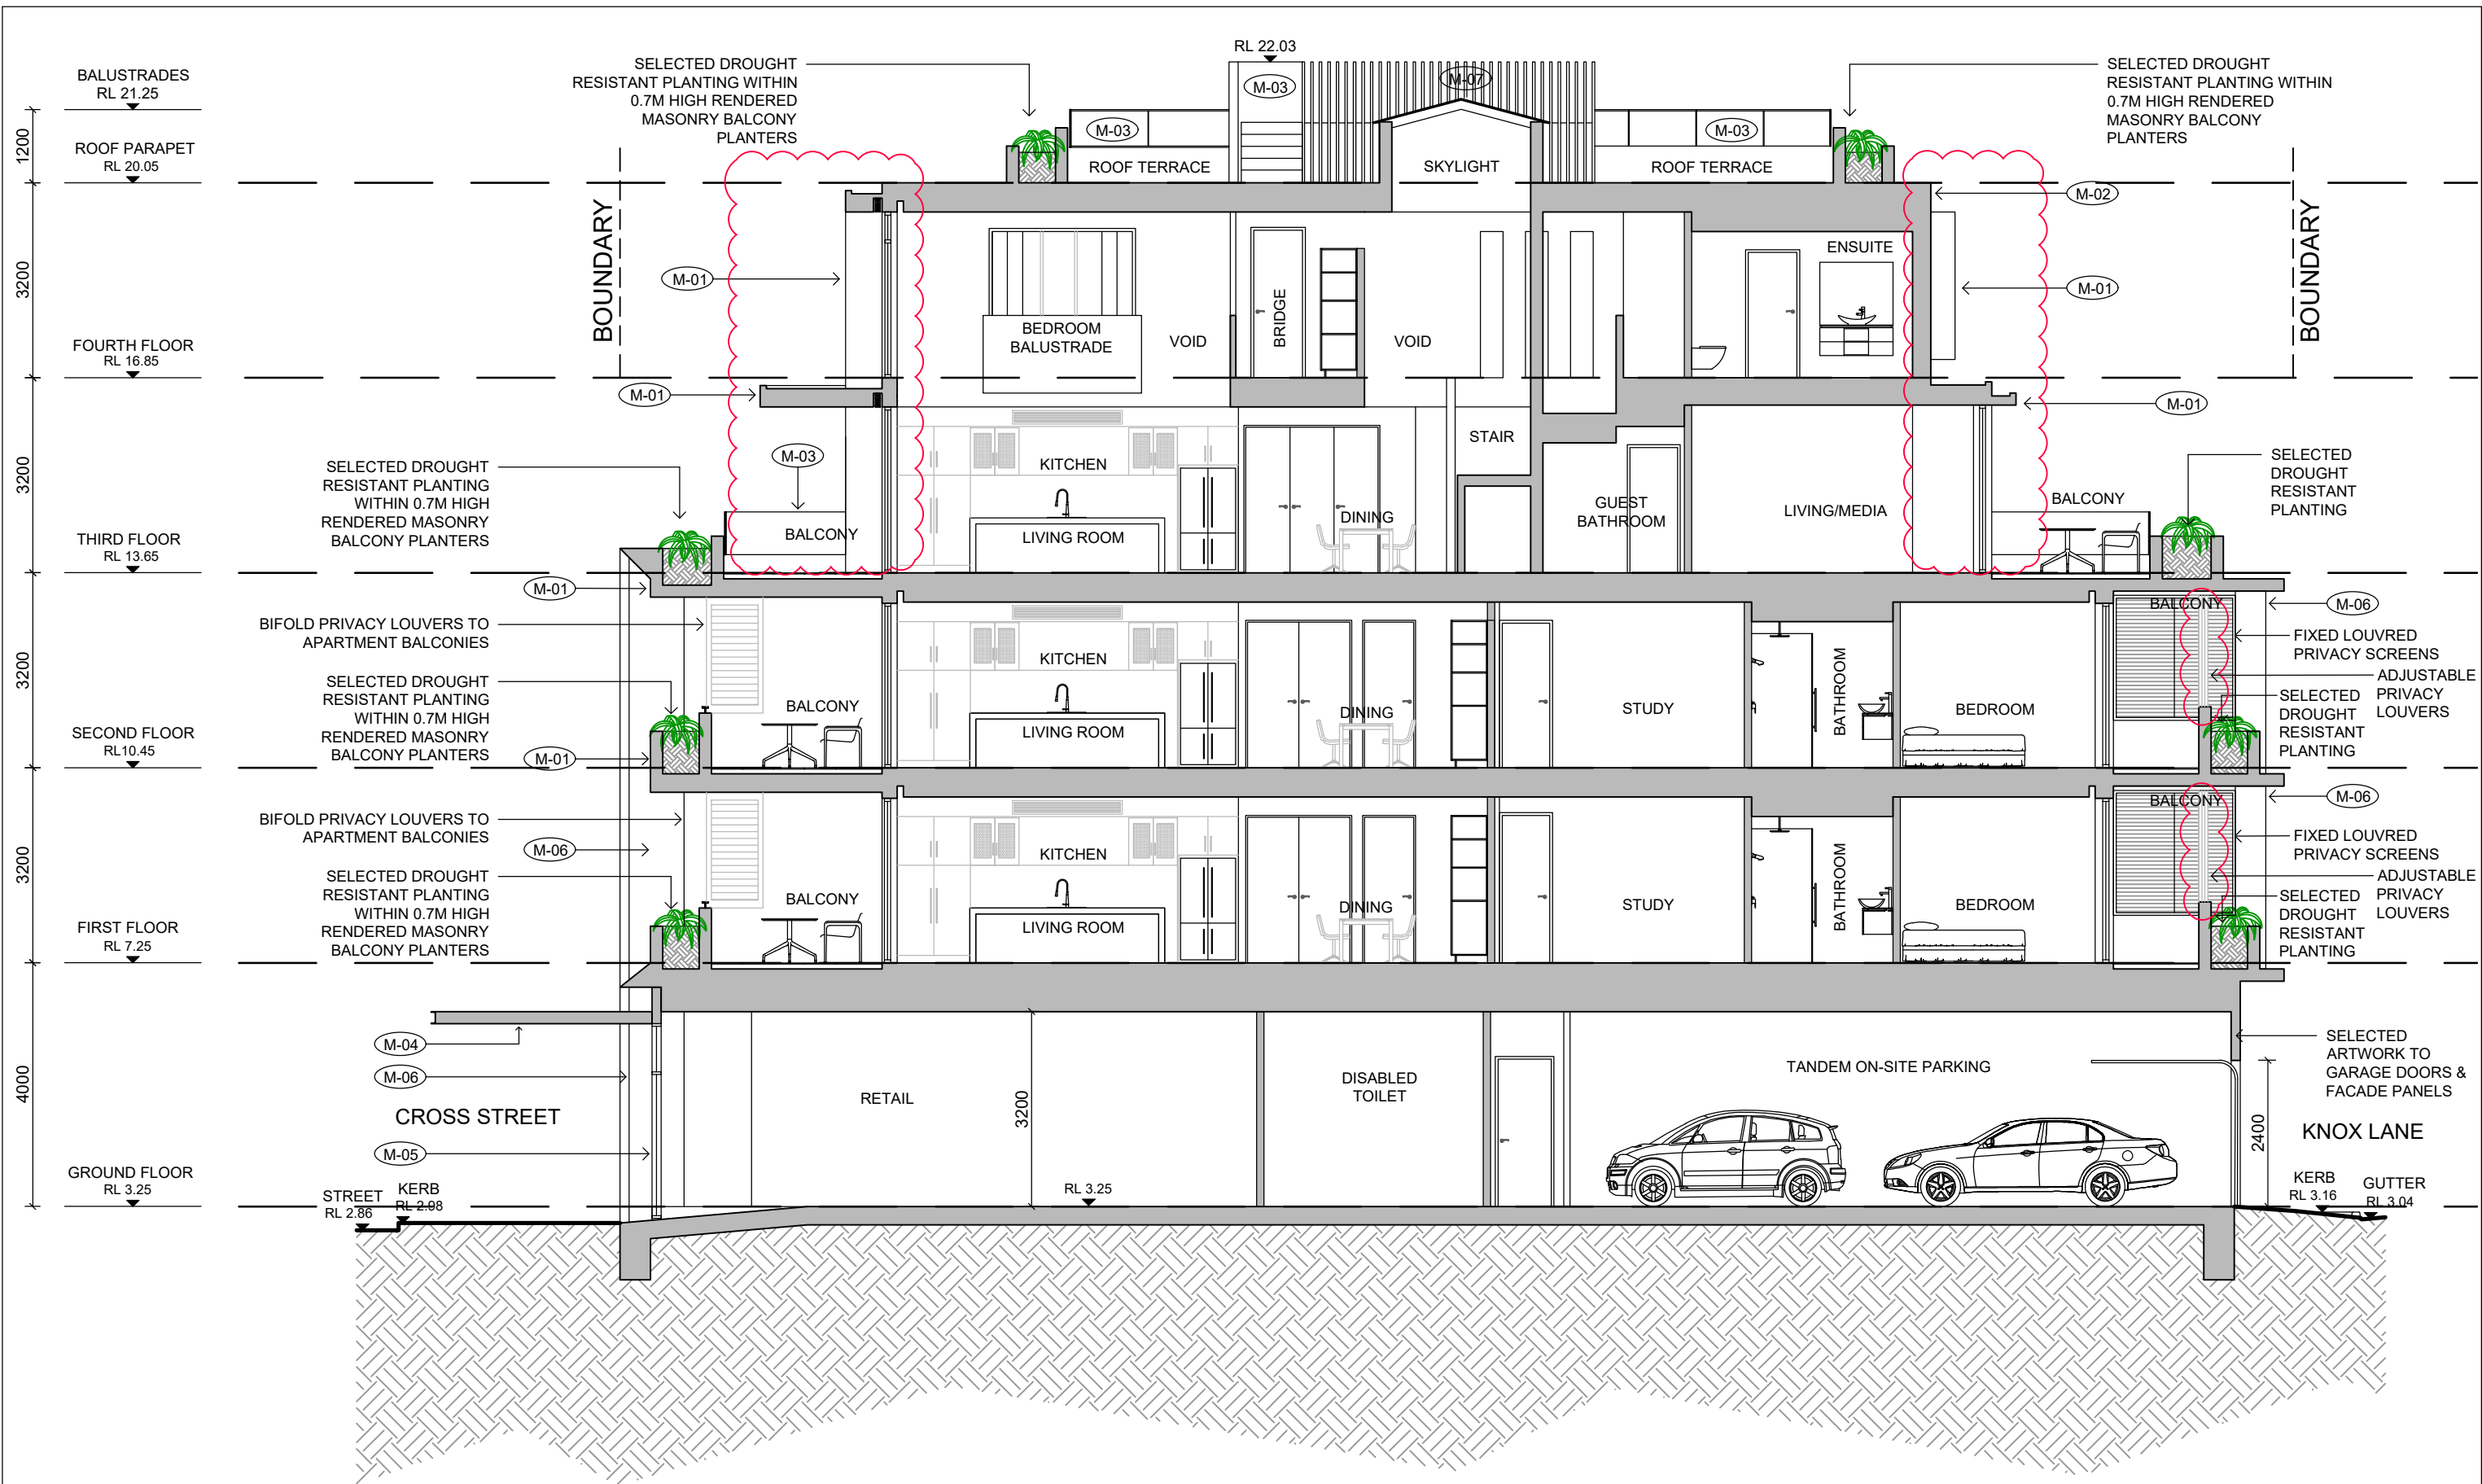 RL 22.03
SELECTED DROUGHT
RESISTANT PLANTING WITHIN
0.7M HIGH RENDERED
MASONRY BALCONY
PLANTERS
M-03
M-07
SELECTED DROUGHT
RESISTANT PLANTING WITHIN
0.7M HIGH RENDERED
MASONRY BALCONY
PLANTERS
BALUSTRADES
RL 21.25
1200
M-03
M-03
ROOF PARAPET
RL 20.05
ROOF TERRACE
SKYLIGHT
ROOF TERRACE
M-02
BOUNDARY
3200
M-01
BEDROOM
BALUSTRADE
VOID
BRIDGE
VOID
ENSUITE
M-01
BOUNDARY
FOURTH FLOOR
RL 16.85
M-01
M-01
3200
M-03
SELECTED DROUGHT
RESISTANT PLANTING
WITHIN 0.7M HIGH
RENDERED MASONRY
BALCONY PLANTERS
BALCONY
KITCHEN
LIVING ROOM
DINING
STAIR
GUEST
BATHROOM
LIVING/MEDIA
BALCONY
SELECTED
DROUGHT
RESISTANT
PLANTING
THIRD FLOOR
RL 13.65
M-01
BIFOLD PRIVACY LOUVERS TO
APARTMENT BALCONIES
3200
SELECTED DROUGHT
RESISTANT PLANTING
WITHIN 0.7M HIGH
RENDERED MASONRY
BALCONY PLANTERS
BALCONY
KITCHEN
LIVING ROOM
DINING
STUDY
BATHROOM
BEDROOM
BALCONY
M-06
FIXED LOUVRED
PRIVACY SCREENS
ADJUSTABLE
PRIVACY
LOUVERS
SELECTED
DROUGHT
RESISTANT
PLANTING
SECOND FLOOR
RL10.45
M-01
BIFOLD PRIVACY LOUVERS TO
APARTMENT BALCONIES
M-06
3200
SELECTED DROUGHT
RESISTANT PLANTING
WITHIN 0.7M HIGH
RENDERED MASONRY
BALCONY PLANTERS
BALCONY
KITCHEN
LIVING ROOM
DINING
STUDY
BATHROOM
BEDROOM
BALCONY
M-06
FIXED LOUVRED
PRIVACY SCREENS
ADJUSTABLE
PRIVACY
LOUVERS
SELECTED
DROUGHT
RESISTANT
PLANTING
FIRST FLOOR
RL 7.25
4000
M-04
M-06
CROSS STREET
M-05
RETAIL
3200
DISABLED
TOILET
TANDEM ON-SITE PARKING
SELECTED
ARTWORK TO
GARAGE DOORS &
FACADE PANELS
2400
KNOX LANE
GROUND FLOOR
RL 3.25
STREET
RL 2.86
KERB
RL 2.98
RL 3.25
KERB
RL 3.16
GUTTER
RL 3.04